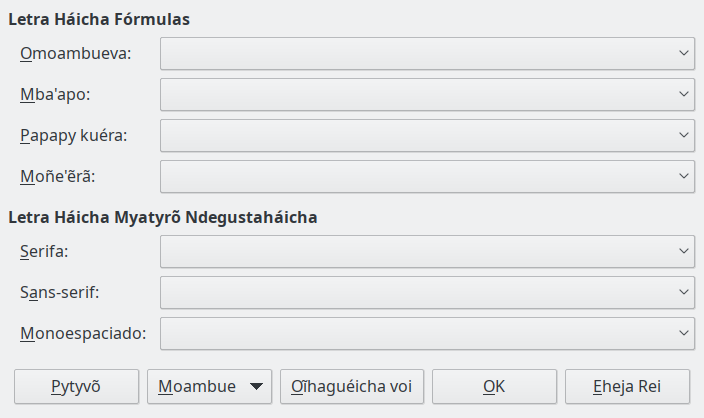 Letra Háicha Fórmulas
Omoambueva:
Mba'apo:
Papapy kuéra:
Moñe'ẽrã:
Letra Háicha Myatyrõ Ndegustaháicha
Serifa:
Sans-serif:
Monoespaciado:
Pytyvõ Moambue Oĩhaguéicha voi OK Eheja Rei